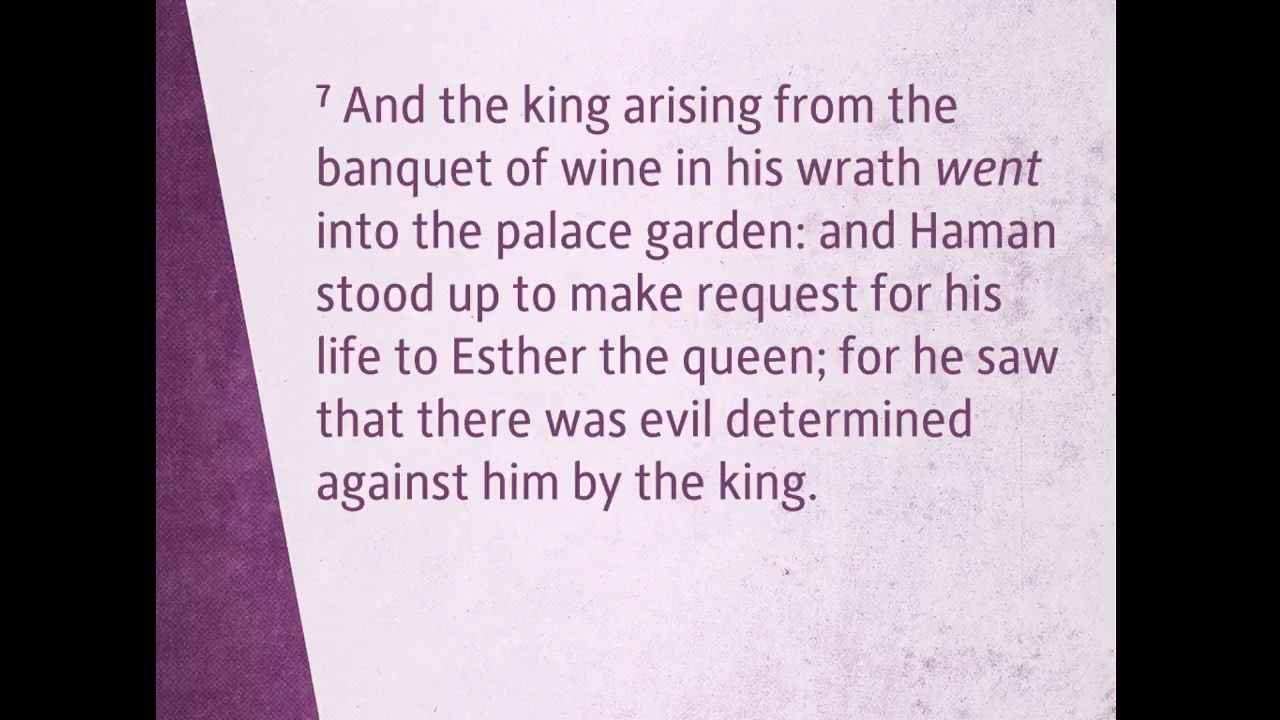 ⁷ And the king arising from the
banquet of wine in his wrath went
into the palace garden: and Haman
stood up to make request for his
life to Esther the queen; for he saw
that there was evil determined
against him by the king.